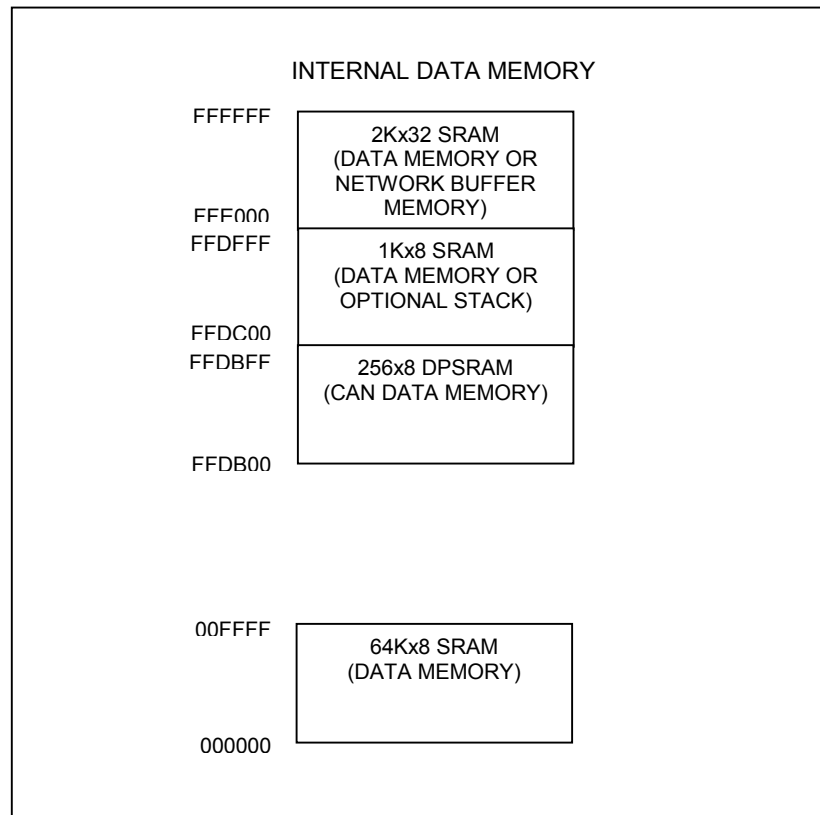 INTERNAL DATA MEMORY
FFFFFF
2Kx32 SRAM
(DATA MEMORY OR
NETWORK BUFFER
MEMORY)
FFE000
FFDFFF
1Kx8 SRAM
(DATA MEMORY OR
OPTIONAL STACK)
FFDC00
FFDBFF
256x8 DPSRAM
(CAN DATA MEMORY)
FFDB00
00FFFF
64Kx8 SRAM
(DATA MEMORY)
000000